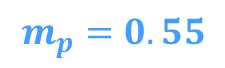 m_p = 0.55